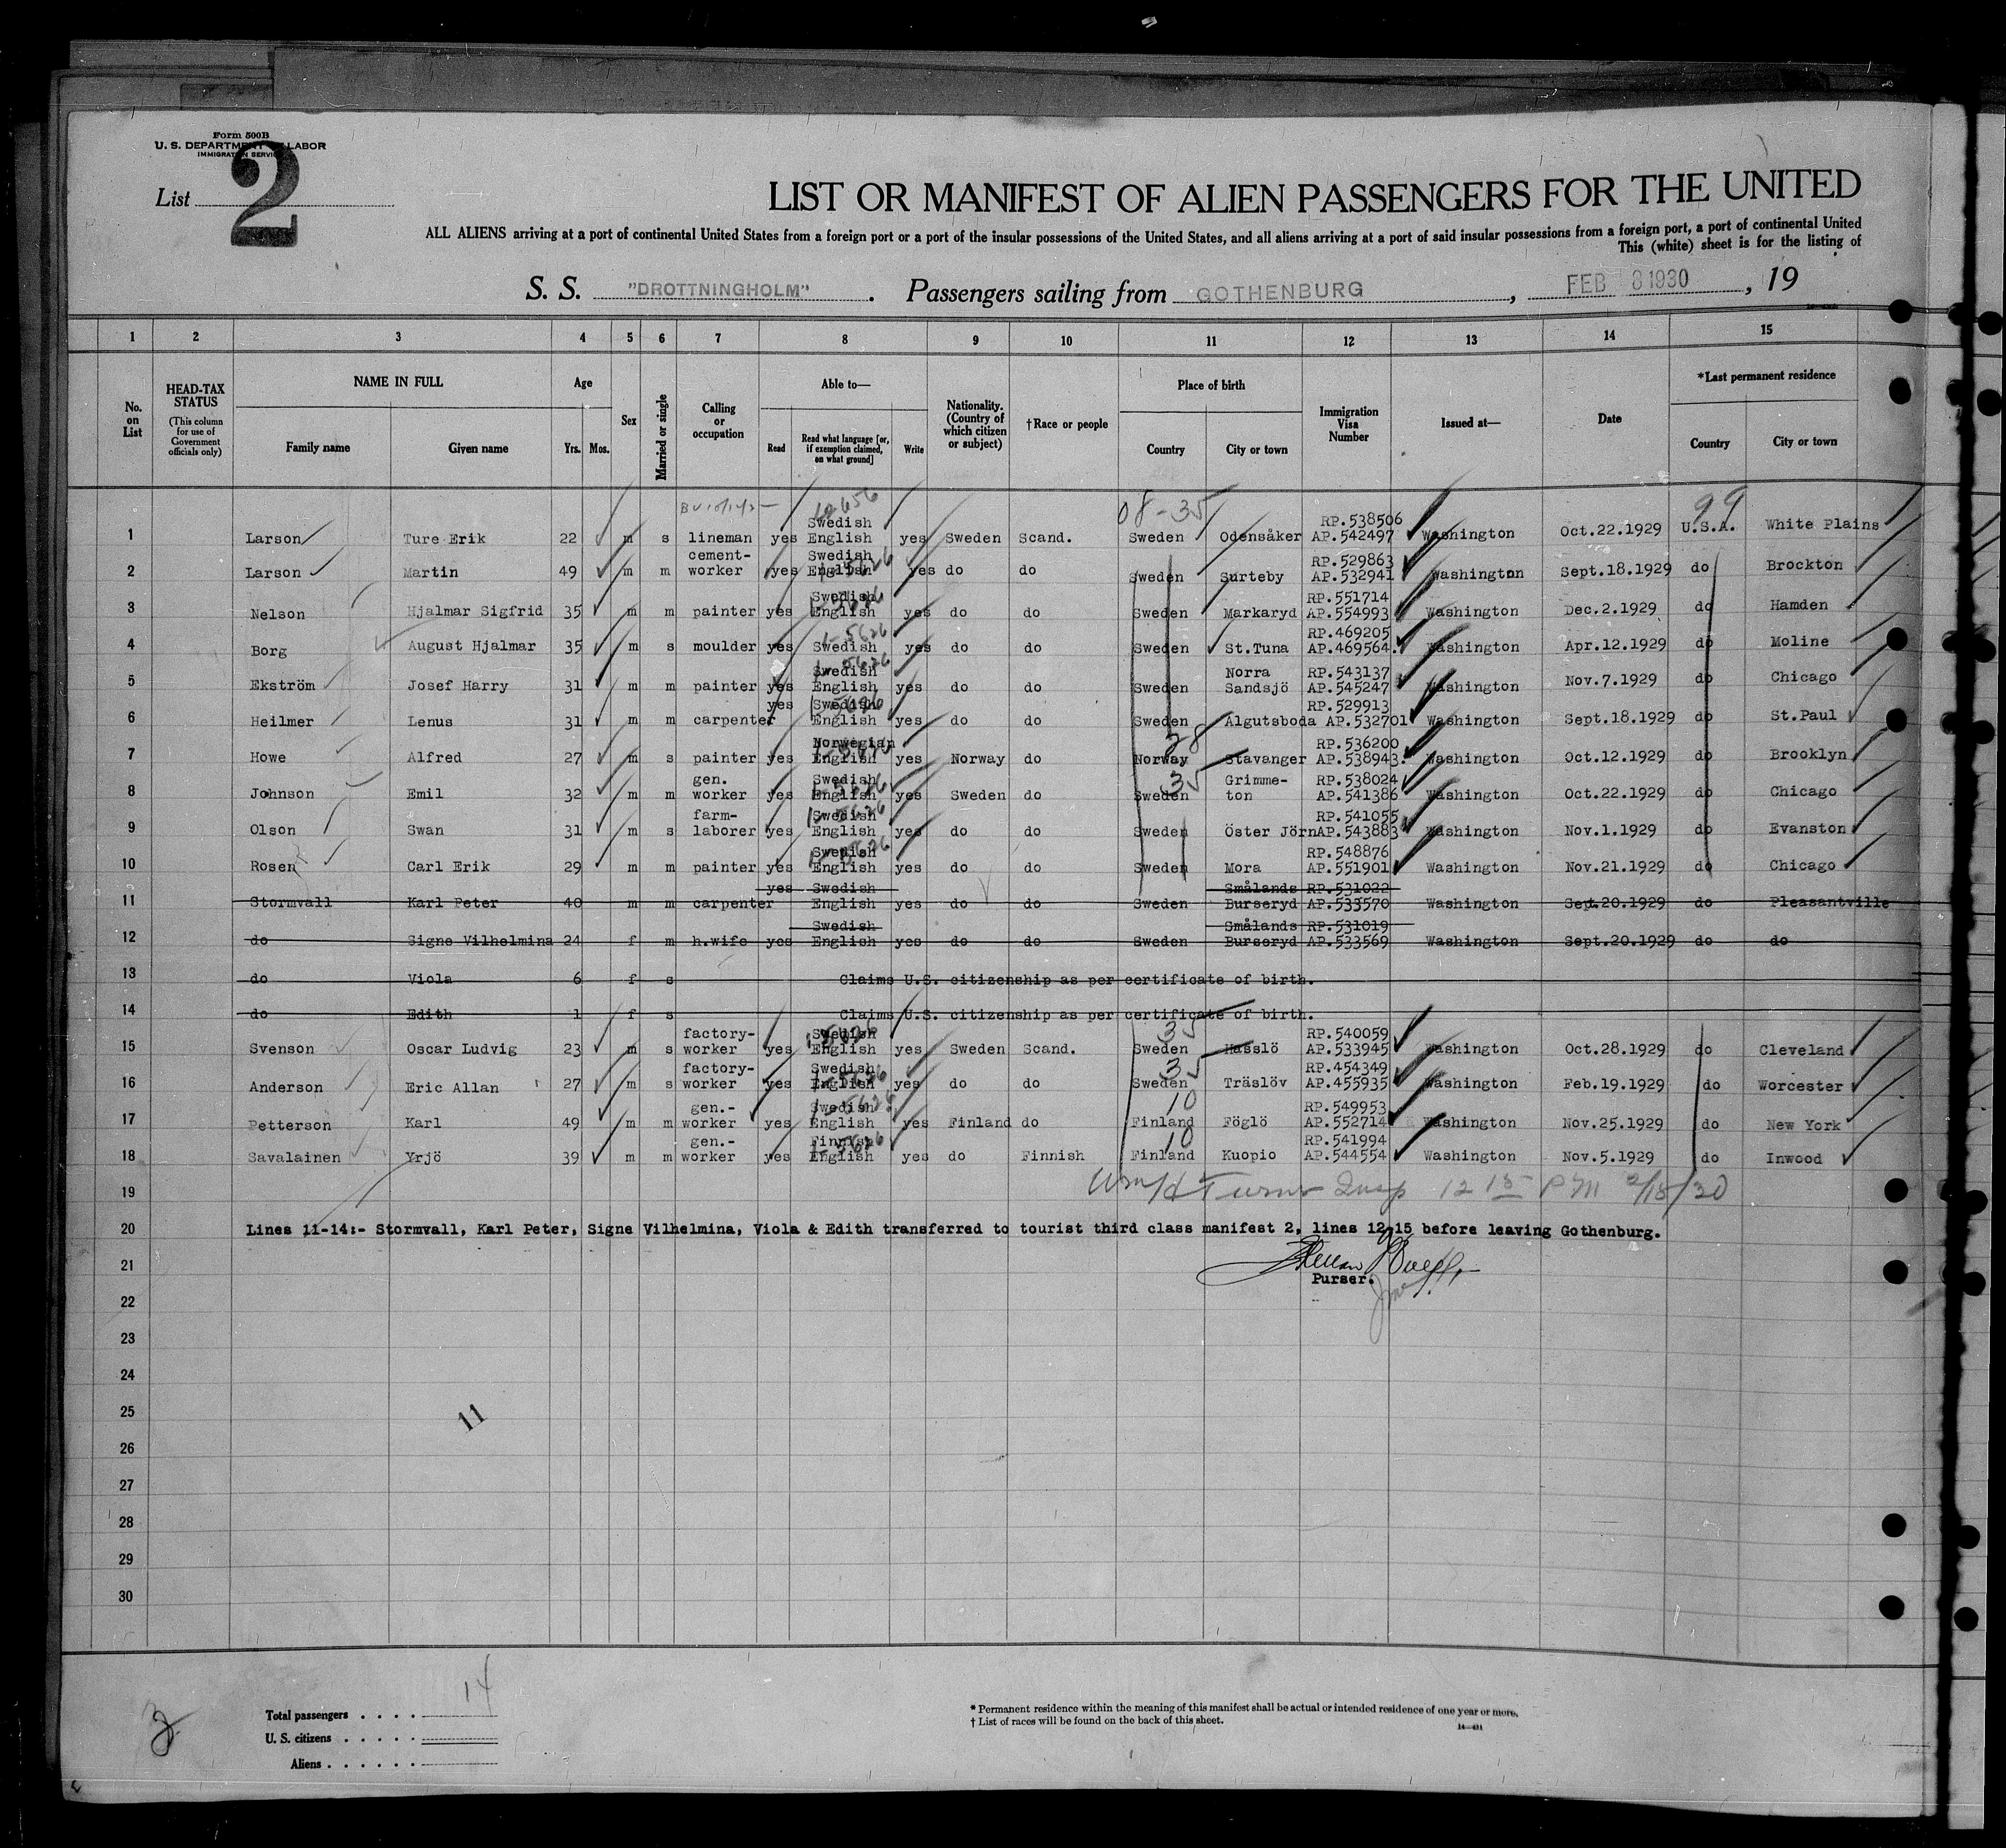 Form 500B
U. S. DEPARTMENT LABOR
IMMIGRATION SERVICE
List 2
LIST OR MANIFEST OF ALIEN PASSENGERS FOR THE UNITED
ALL ALIENS arriving at a port of continental United States from a foreign port or a port of the insular possessions of the United States, and all aliens arriving at a port of said insular possessions from a foreign port, a port of continental United
This (white) sheet is for the listing of
S. S. "DROTTNINGHOLM". Passengers sailing from GOTHENBURG, FEB 8 1930, 19
1 2 3 4 5 6 7 8 9 10 11 12 13 14 15
No. on List HEAD-TAX STATUS (This column for use of Government officials only) NAME IN FULL Family name Given name Age Yrs. Mos. Sex Married or single Calling or occupation Able to— Read Read what language [or, if exemption claimed, on what ground] Write Nationality. (Country of which citizen or subject) †Race or people Place of birth Country City or town Immigration Visa Number Issued at— Date *Last permanent residence Country City or town
08-35 99
1 Larson Ture Erik 22 m s lineman yes Swedish English yes Sweden Scand. Sweden Odensåker RP.538506 AP.542497 Washington Oct.22.1929 U.S.A. White Plains
2 Larson Martin 49 m m cement-worker yes Swedish English yes do do Sweden Surteby RP.529863 AP.532941 Washington Sept.18.1929 do Brockton
3 Nelson Hjalmar Sigfrid 35 m m painter yes Swedish English yes do do Sweden Markaryd RP.551714 AP.554993 Washington Dec.2.1929 do Hamden
4 Borg August Hjalmar 35 m s moulder yes Swedish yes do do Sweden St.Tuna RP.469205 AP.469564. Washington Apr.12.1929 do Moline
5 Ekström Josef Harry 31 m m painter yes Swedish English yes do do Sweden Norra Sandsjö RP.543137 AP.545247 Washington Nov.7.1929 do Chicago
6 Heilmer Lenus 31 m m carpenter yes Swedish English yes do do Sweden Algutsboda RP.529913 AP.532701 Washington Sept.18.1929 do St.Paul
28
7 Howe Alfred 27 m s painter yes Norwegian English yes Norway do Norway Stavanger RP.536200 AP.538943. Washington Oct.12.1929 do Brooklyn
35
8 Johnson Emil 32 m m gen. worker yes Swedish English yes Sweden do Sweden Grimme-ton RP.538024 AP.541386 Washington Oct.22.1929 do Chicago
9 Olson Swan 31 m s farm-laborer yes Swedish English yes do do Sweden Öster Jörn RP.541055 AP.543883 Washington Nov.1.1929 do Evanston
10 Rosen Carl Erik 29 m m painter yes Swedish English yes do do Sweden Mora RP.548876 AP.551901 Washington Nov.21.1929 do Chicago
11 Stormvall Karl Peter 40 m m carpenter yes Swedish English yes do do Sweden Smålands Burseryd RP.531022 AP.533570 Washington Sept.20.1929 do Pleasantville
12 do Signe Vilhelmina 24 f m h.wife yes Swedish English yes do do Sweden Smålands Burseryd RP.531019 AP.533569 Washington Sept.20.1929 do do
13 do Viola 6 f s Claims U.S. citizenship as per certificate of birth.
14 do Edith 1 f s Claims U.S. citizenship as per certificate of birth.
35
15 Svenson Oscar Ludvig 23 m s factory-worker yes Swedish English yes Sweden Scand. Sweden Hasslö RP.540059 AP.533945 Washington Oct.28.1929 do Cleveland
35
16 Anderson Eric Allan 27 m s factory-worker yes Swedish English yes do do Sweden Träslöv RP.454349 AP.455935 Washington Feb.19.1929 do Worcester
10
17 Petterson Karl 49 m m gen.-worker yes Swedish English yes Finland do Finland Föglö RP.549953 AP.552714 Washington Nov.25.1929 do New York
10
18 Savalainen Yrjö 39 m m gen.-worker yes Finnish English yes do Finnish Finland Kuopio RP.541994 AP.544554 Washington Nov.5.1929 do Inwood
19 Wm H Turner Insp 12 15 PM 2/18/30
20 Lines 11-14:- Stormvall, Karl Peter, Signe Vilhelmina, Viola & Edith transferred to tourist third class manifest 2, lines 12-15 before leaving Gothenburg.
21 Purser.
22
23
24
25 11
26
27
28
29
30
Total passengers . . . . 14
U. S. citizens . . . . .
Aliens . . . . . .
2
* Permanent residence within the meaning of this manifest shall be actual or intended residence of one year or more.
† List of races will be found on the back of this sheet.
14—421